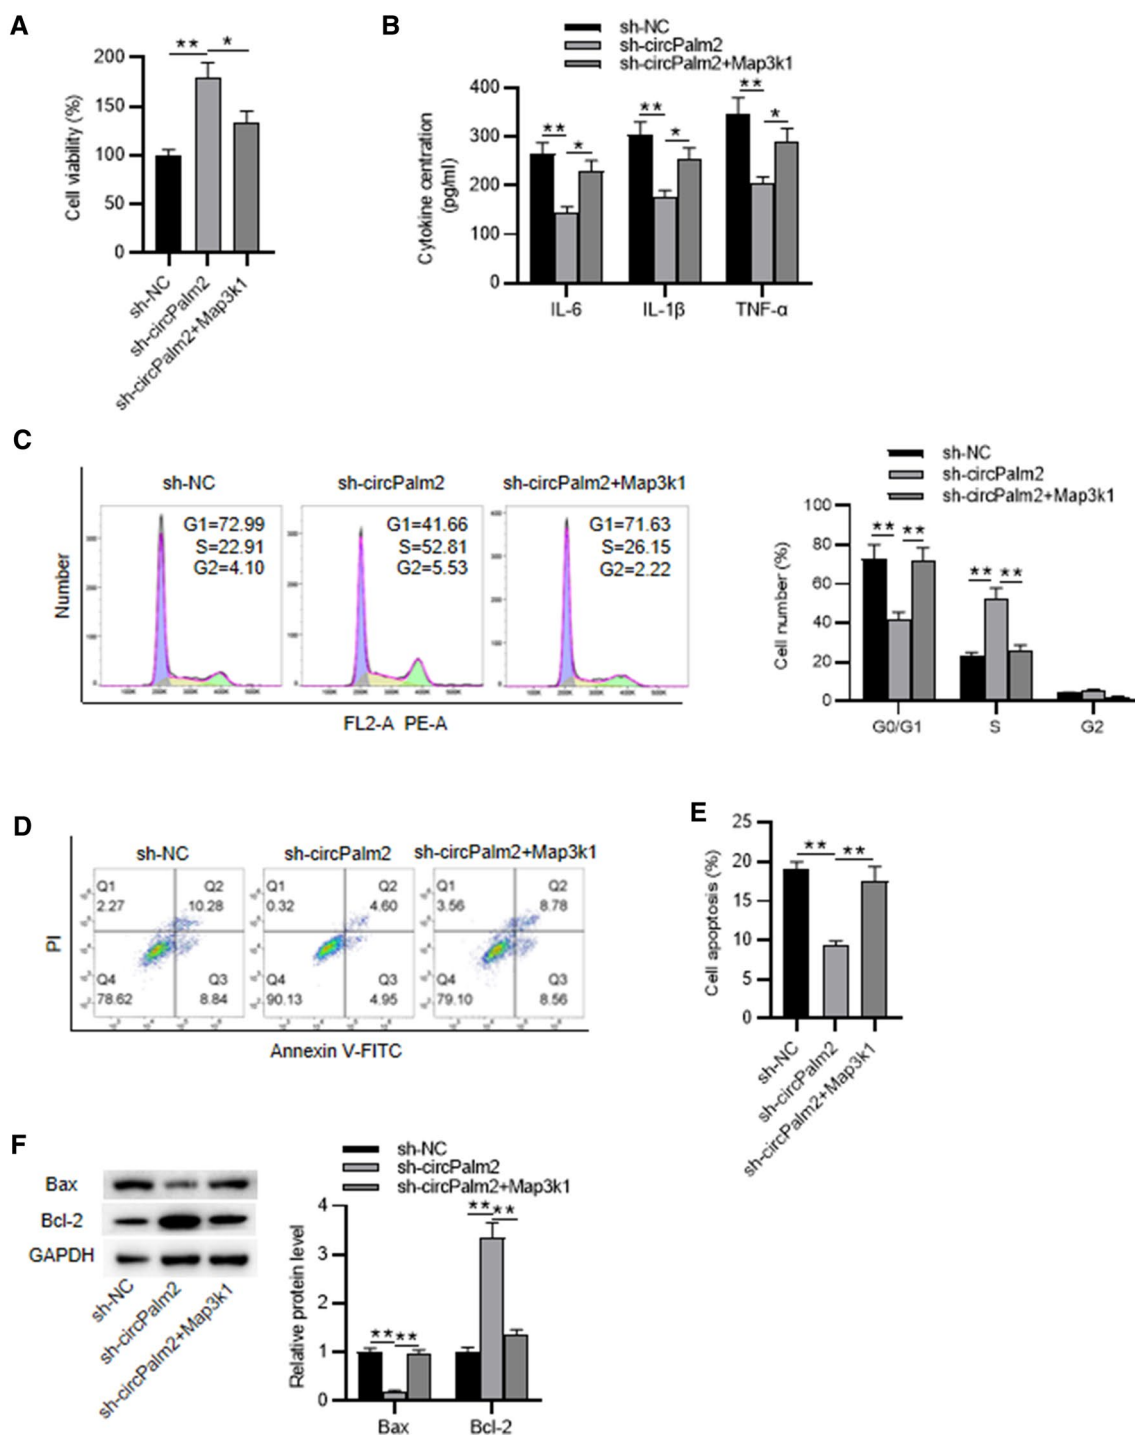 A
Cell viability (%)
200
150
100
50
0
** *
sh-NC
sh-circPalm2
sh-circPalm2+Map3k1
B
sh-NC
sh-circPalm2
sh-circPalm2+Map3k1
Cytokine centration
(pg/ml)
400
300
200
100
0
** * ** * ** *
IL-6 IL-1β TNF-α
C
Number
sh-NC sh-circPalm2 sh-circPalm2+Map3k1
G1=72.99
S=22.91
G2=4.10
G1=41.66
S=52.81
G2=5.53
G1=71.63
S=26.15
G2=2.22
FL2-A PE-A
sh-NC
sh-circPalm2
sh-circPalm2+Map3k1
Cell number (%)
100
80
60
40
20
0
** ** ** **
G0/G1 S G2
D
PI
sh-NC sh-circPalm2 sh-circPalm2+Map3k1
Q1 Q2
2.27 10.28
Q4 Q3
78.62 8.84
Q1 Q2
0.32 4.60
Q4 Q3
90.13 4.95
Q1 Q2
3.56 8.78
Q4 Q3
79.10 8.56
Annexin V-FITC
E
Cell apoptosis (%)
25
20
15
10
5
0
** **
sh-NC
sh-circPalm2
sh-circPalm2+Map3k1
F
Bax
Bcl-2
GAPDH
sh-NC
sh-circPalm2
sh-circPalm2+Map3k1
sh-NC
sh-circPalm2
sh-circPalm2+Map3k1
Relative protein level
4
3
2
1
0
** ** ** **
Bax Bcl-2